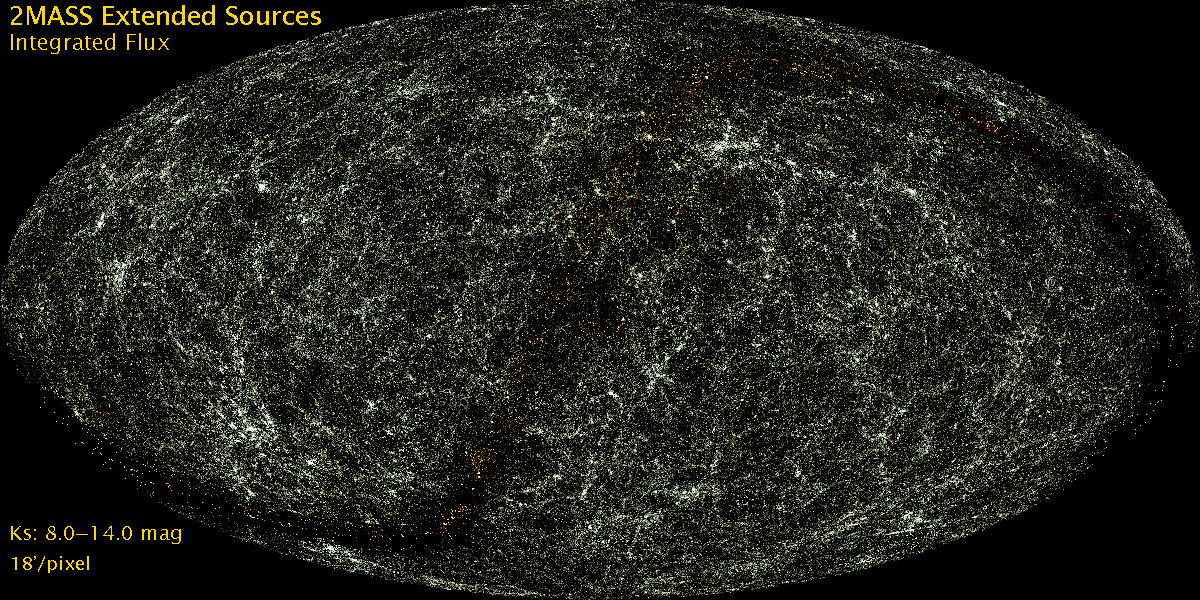 2MASS Extended Sources
Integrated Flux
Ks: 8.0–14.0 mag
18'/pixel